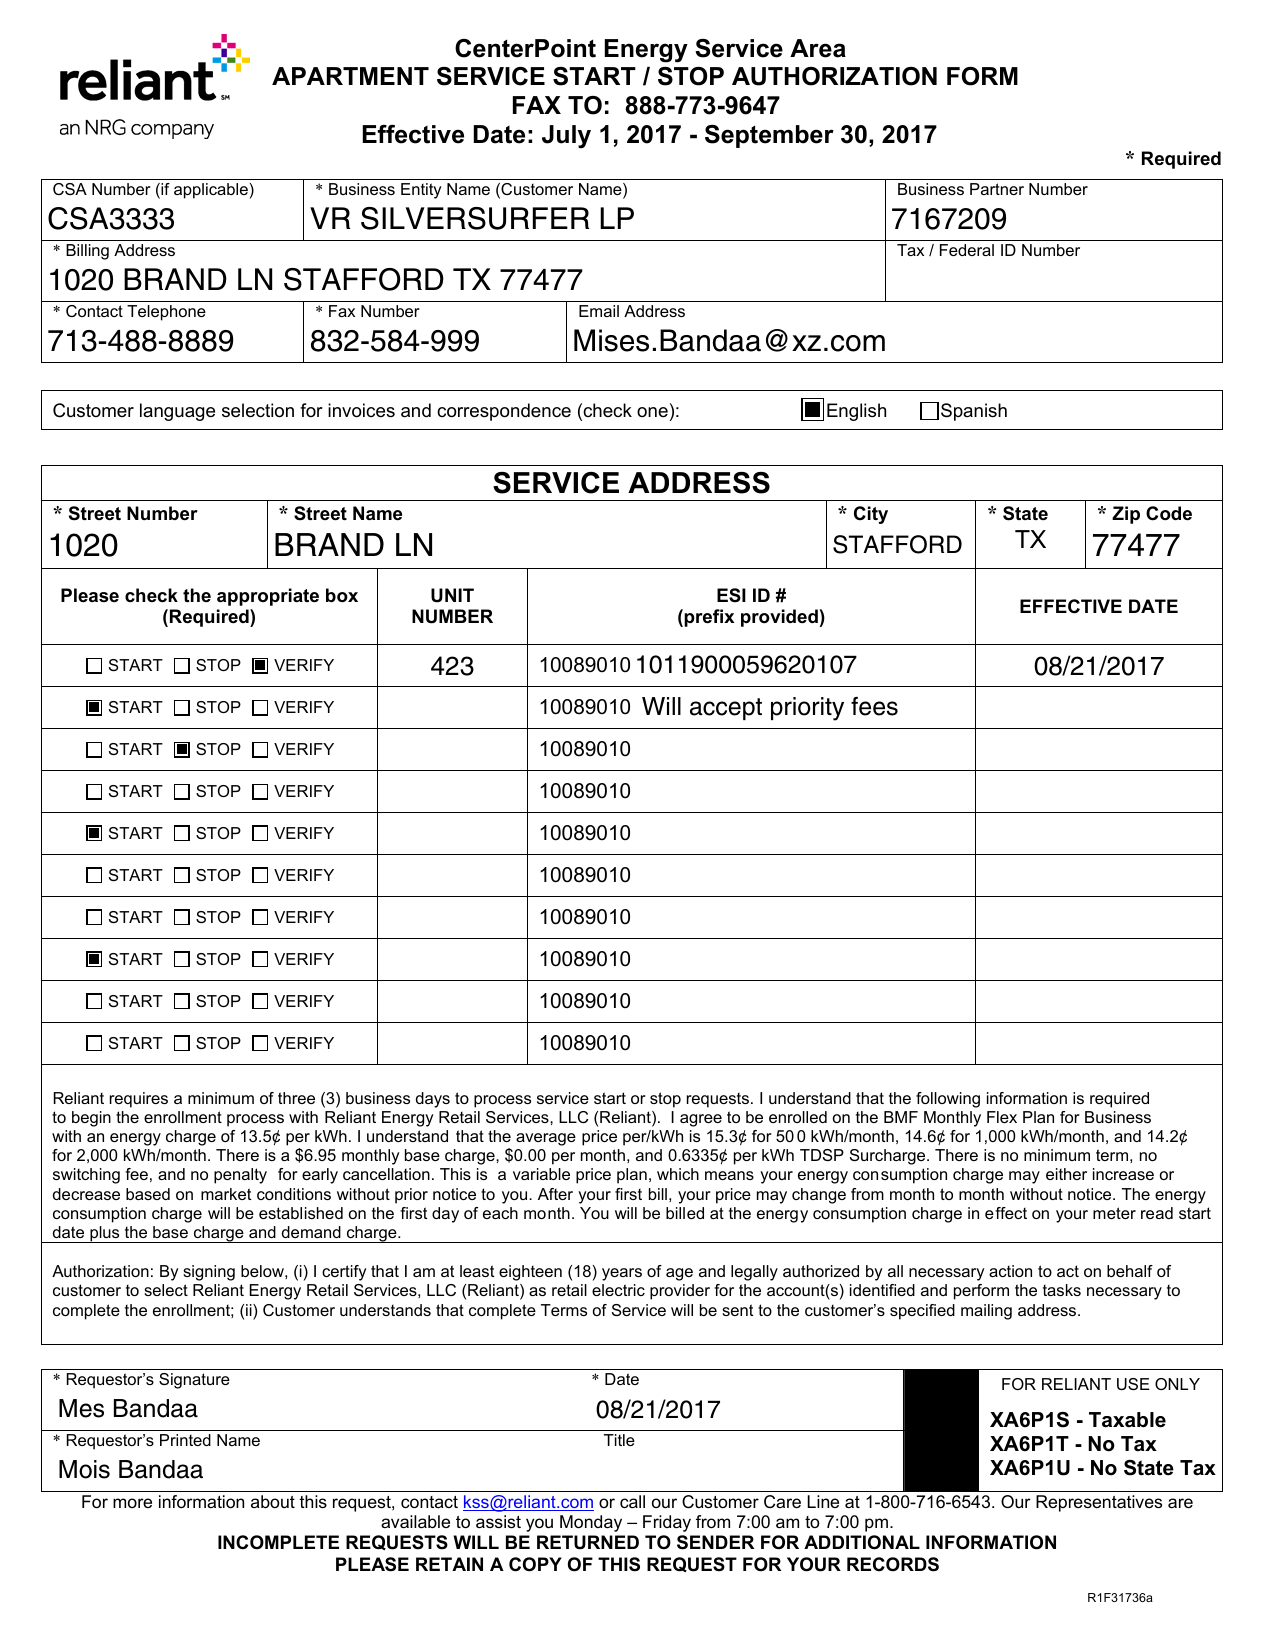 reliant SM
an NRG company
CenterPoint Energy Service Area
APARTMENT SERVICE START / STOP AUTHORIZATION FORM
FAX TO: 888-773-9647
Effective Date: July 1, 2017 - September 30, 2017
* Required
CSA Number (if applicable) * Business Entity Name (Customer Name) Business Partner Number
CSA3333 VR SILVERSURFER LP 7167209
* Billing Address Tax / Federal ID Number
1020 BRAND LN STAFFORD TX 77477
* Contact Telephone * Fax Number Email Address
713-488-8889 832-584-999 Mises.Bandaa@xz.com
Customer language selection for invoices and correspondence (check one): English Spanish
SERVICE ADDRESS
* Street Number * Street Name * City * State * Zip Code
1020 BRAND LN STAFFORD TX 77477
Please check the appropriate box UNIT ESI ID # EFFECTIVE DATE
(Required) NUMBER (prefix provided)
START STOP VERIFY 423 10089010 1011900059620107 08/21/2017
START STOP VERIFY 10089010 Will accept priority fees
START STOP VERIFY 10089010
START STOP VERIFY 10089010
START STOP VERIFY 10089010
START STOP VERIFY 10089010
START STOP VERIFY 10089010
START STOP VERIFY 10089010
START STOP VERIFY 10089010
START STOP VERIFY 10089010
Reliant requires a minimum of three (3) business days to process service start or stop requests. I understand that the following information is required
to begin the enrollment process with Reliant Energy Retail Services, LLC (Reliant). I agree to be enrolled on the BMF Monthly Flex Plan for Business
with an energy charge of 13.5¢ per kWh. I understand that the average price per/kWh is 15.3¢ for 500 kWh/month, 14.6¢ for 1,000 kWh/month, and 14.2¢
for 2,000 kWh/month. There is a $6.95 monthly base charge, $0.00 per month, and 0.6335¢ per kWh TDSP Surcharge. There is no minimum term, no
switching fee, and no penalty for early cancellation. This is a variable price plan, which means your energy consumption charge may either increase or
decrease based on market conditions without prior notice to you. After your first bill, your price may change from month to month without notice. The energy
consumption charge will be established on the first day of each month. You will be billed at the energy consumption charge in effect on your meter read start
date plus the base charge and demand charge.
Authorization: By signing below, (i) I certify that I am at least eighteen (18) years of age and legally authorized by all necessary action to act on behalf of
customer to select Reliant Energy Retail Services, LLC (Reliant) as retail electric provider for the account(s) identified and perform the tasks necessary to
complete the enrollment; (ii) Customer understands that complete Terms of Service will be sent to the customer's specified mailing address.
* Requestor's Signature * Date FOR RELIANT USE ONLY
Mes Bandaa 08/21/2017 XA6P1S - Taxable
* Requestor's Printed Name Title XA6P1T - No Tax
Mois Bandaa XA6P1U - No State Tax
For more information about this request, contact kss@reliant.com or call our Customer Care Line at 1-800-716-6543. Our Representatives are
available to assist you Monday – Friday from 7:00 am to 7:00 pm.
INCOMPLETE REQUESTS WILL BE RETURNED TO SENDER FOR ADDITIONAL INFORMATION
PLEASE RETAIN A COPY OF THIS REQUEST FOR YOUR RECORDS
R1F31736a